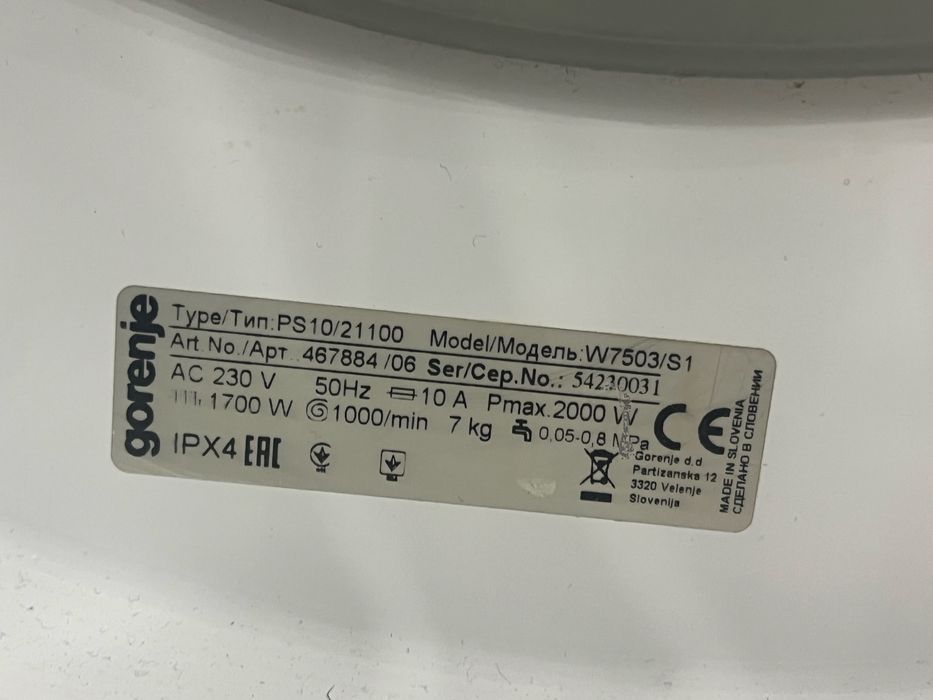 gorenje
Type/Тип:PS10/21100 Model/Модель:W7503/S1
Art.No./Арт.:467884/06 Ser/Сер.No.: 54230031
AC 230 V 50Hz 10 A Pmax.2000 W
1700 W 1000/min 7 kg 0,05-0,8 MPa
IPX4 EAC
CE
Gorenje d.d
Partizanska 12
3320 Velenje
Slovenija
MADE IN SLOVENIA
СДЕЛАНО В СЛОВЕНИИ